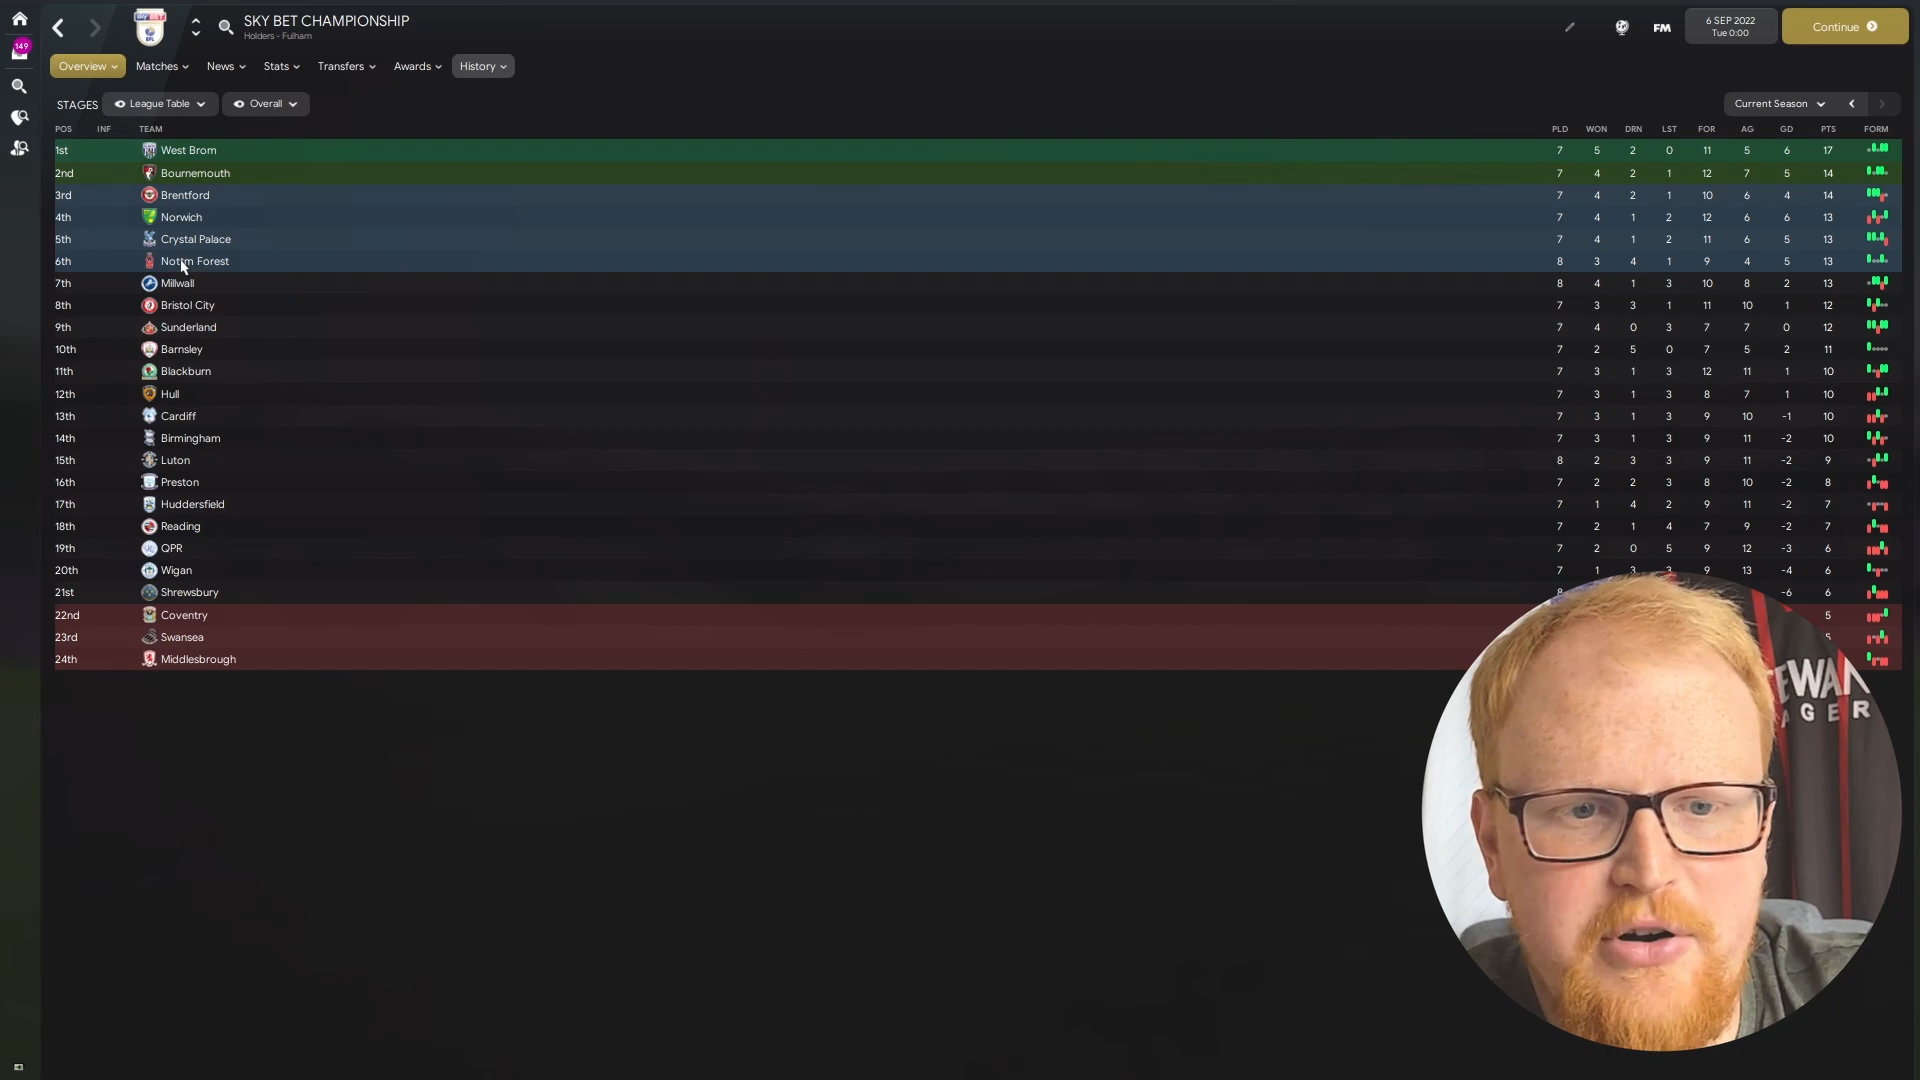 SKY BET CHAMPIONSHIP
Holders - Fulham
6 SEP 2022
Tue 0:00
Continue
FM
149
Overview Matches News Stats Transfers Awards History
STAGES League Table Overall Current Season
POS INF TEAM PLD WON DRN LST FOR AG GD PTS FORM
1st West Brom 7 5 2 0 11 5 6 17
2nd Bournemouth 7 4 2 1 12 7 5 14
3rd Brentford 7 4 2 1 10 6 4 14
4th Norwich 7 4 1 2 12 6 6 13
5th Crystal Palace 7 4 1 2 11 6 5 13
6th Nottm Forest 8 3 4 1 9 4 5 13
7th Millwall 8 4 1 3 10 8 2 13
8th Bristol City 7 3 3 1 11 10 1 12
9th Sunderland 7 4 0 3 7 7 0 12
10th Barnsley 7 2 5 0 7 5 2 11
11th Blackburn 7 3 1 3 12 11 1 10
12th Hull 7 3 1 3 8 7 1 10
13th Cardiff 7 3 1 3 9 10 -1 10
14th Birmingham 7 3 1 3 9 11 -2 10
15th Luton 8 2 3 3 9 11 -2 9
16th Preston 7 2 2 3 8 10 -2 8
17th Huddersfield 7 1 4 2 9 11 -2 7
18th Reading 7 2 1 4 7 9 -2 7
19th QPR 7 2 0 5 9 12 -3 6
20th Wigan 7 1 3 3 9 13 -4 6
21st Shrewsbury 8 -6 6
22nd Coventry 5
23rd Swansea 5
24th Middlesbrough
EWAN
AGER